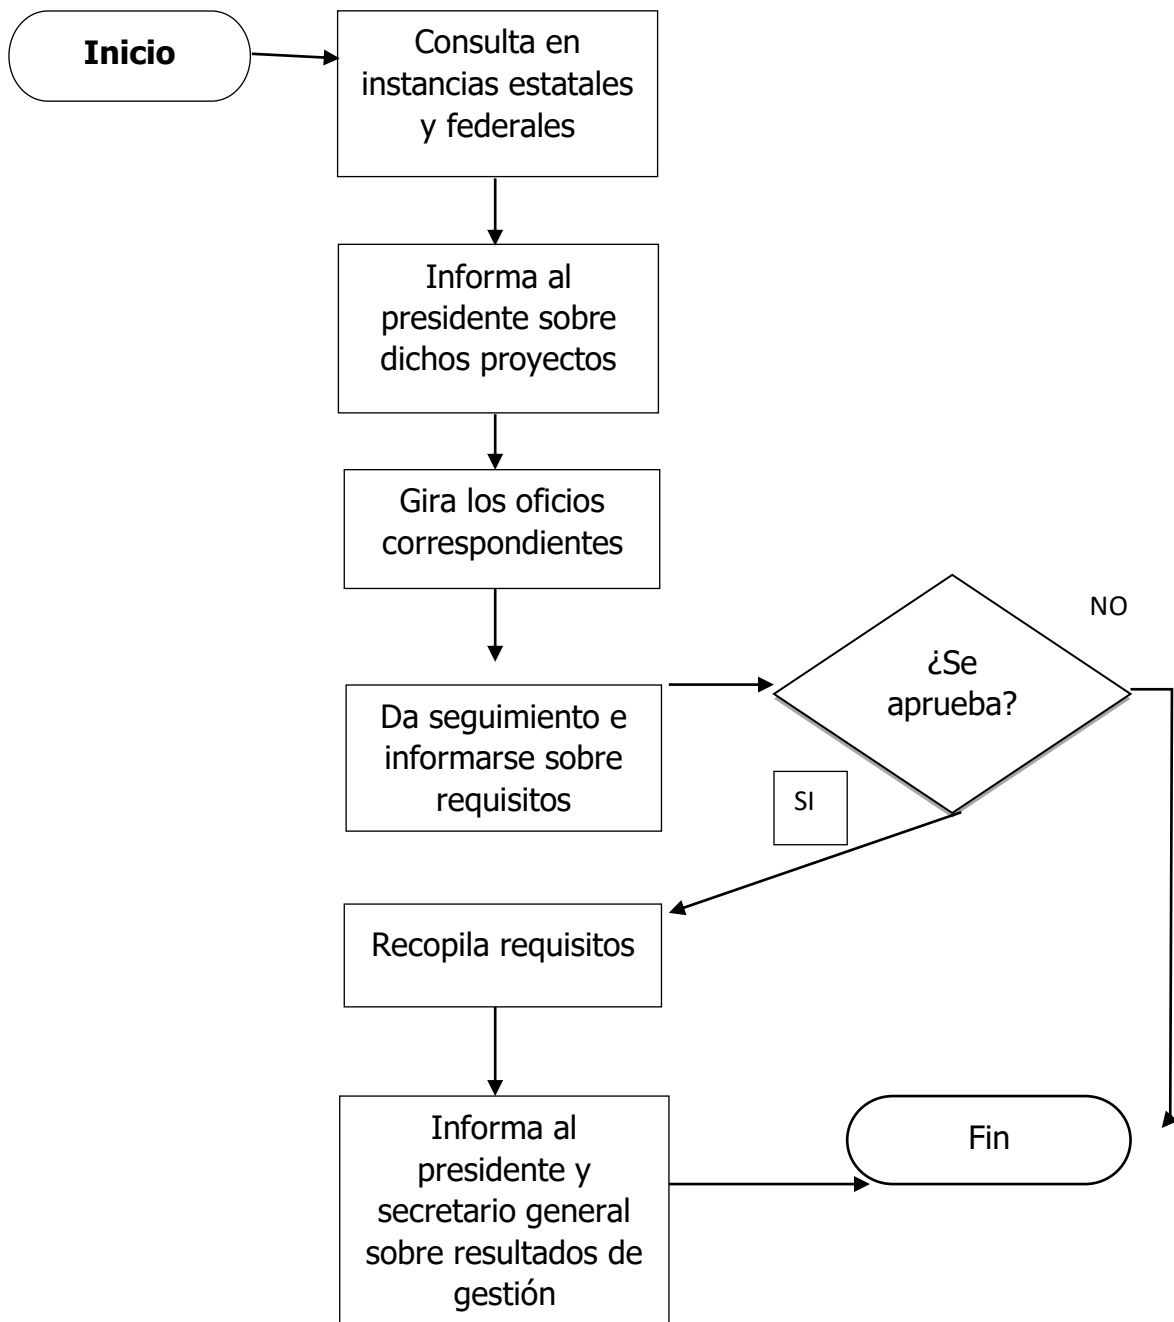 Inicio
Consulta en
instancias estatales
y federales
Informa al
presidente sobre
dichos proyectos
Gira los oficios
correspondientes
Da seguimiento e
informarse sobre
requisitos
¿Se
aprueba?
NO
SI
Recopila requisitos
Informa al
presidente y
secretario general
sobre resultados de
gestión
Fin